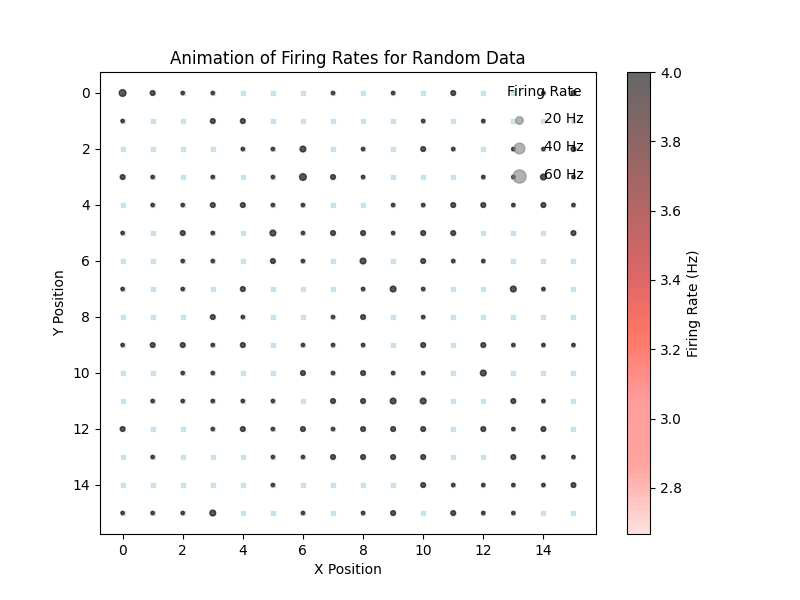 Animation of Firing Rates for Random Data
Firing Rate
20 Hz
40 Hz
60 Hz
0
2
4
6
8
10
12
14
Y Position
0 2 4 6 8 10 12 14
X Position
4.0
3.8
3.6
3.4
3.2
3.0
2.8
Firing Rate (Hz)